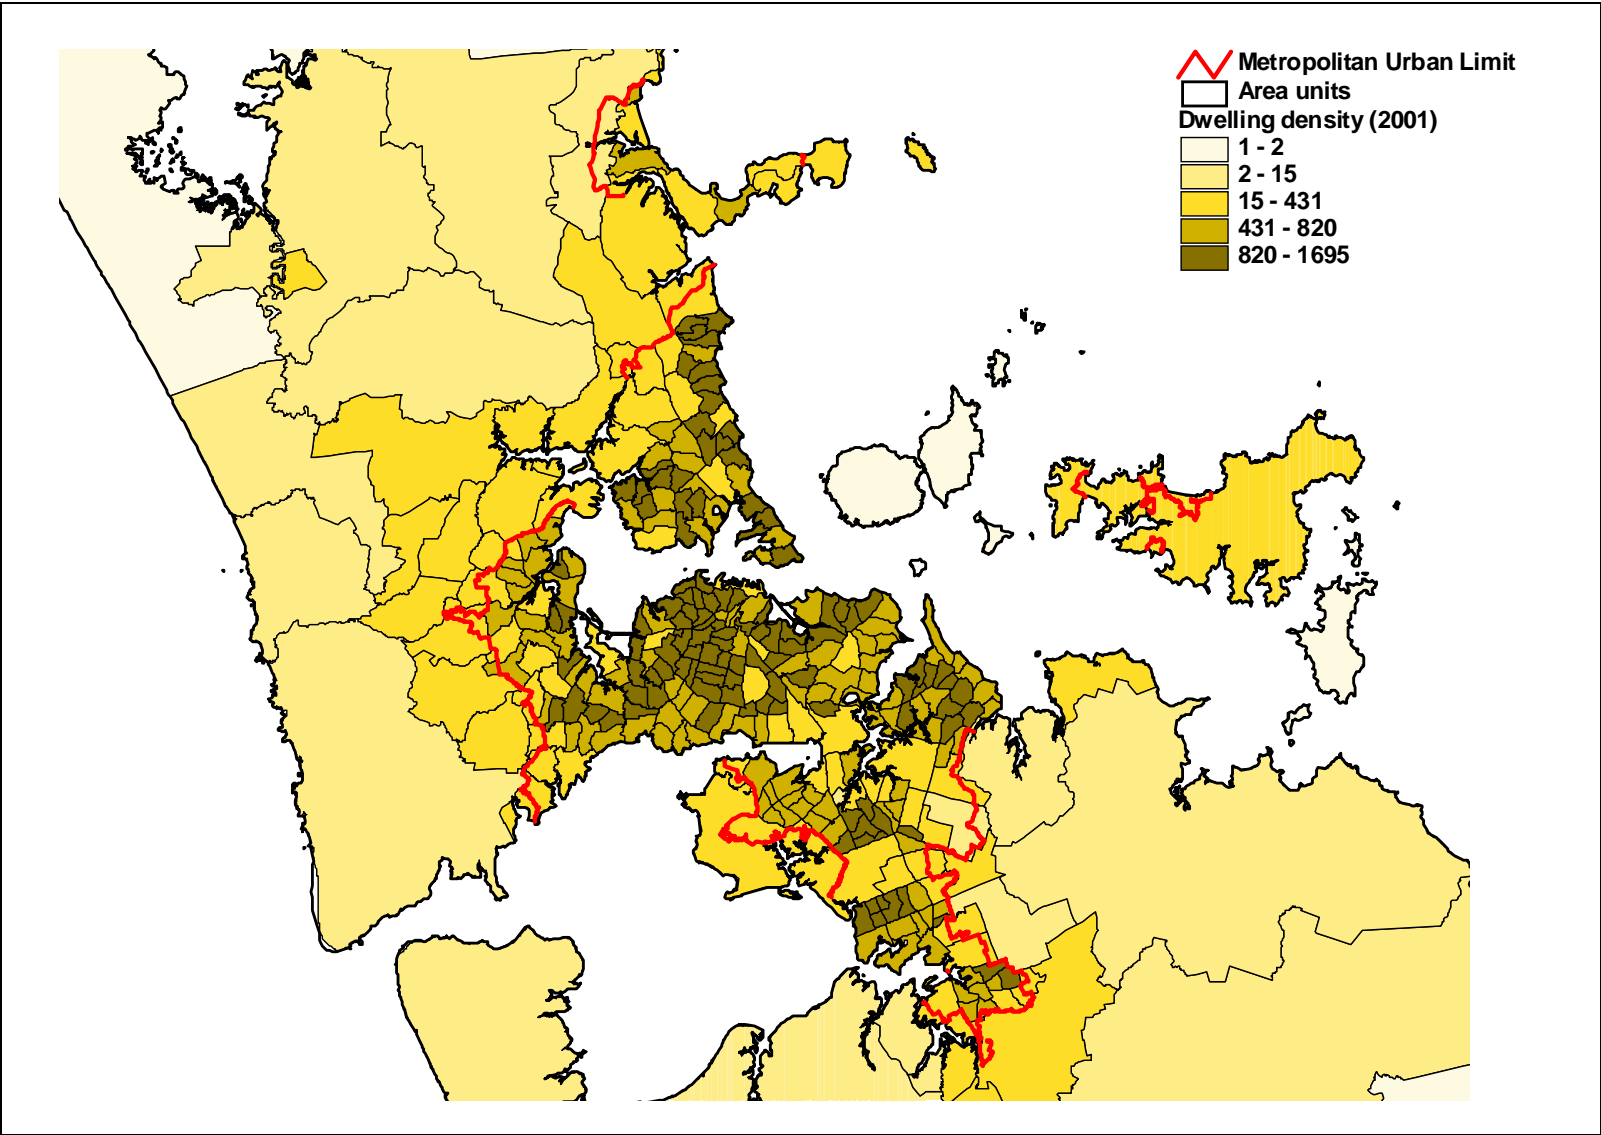 Metropolitan Urban Limit
Area units
Dwelling density (2001)
1 - 2
2 - 15
15 - 431
431 - 820
820 - 1695